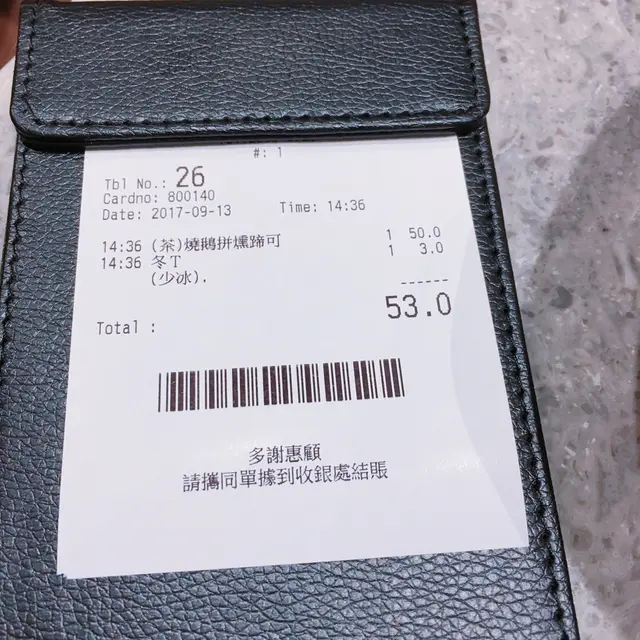 #: 1
Tbl No.: 26
Cardno: 800140
Date: 2017-09-13 Time: 14:36
14:36 (茶)燒鵝拼燻蹄可 1 50.0
14:36 冬T 1 3.0
(少冰).
------
Total : 53.0
多謝惠顧
請攜同單據到收銀處結賬